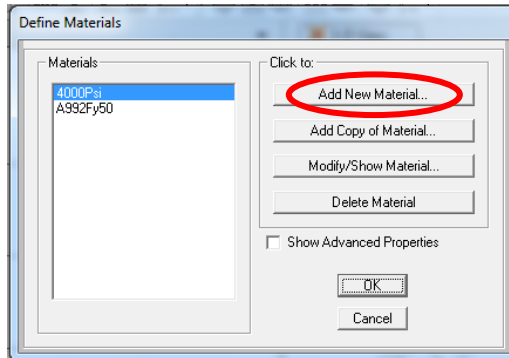 Define Materials
Materials
4000Psi
A992Fy50
Click to:
Add New Material...
Add Copy of Material...
Modify/Show Material...
Delete Material
Show Advanced Properties
OK
Cancel